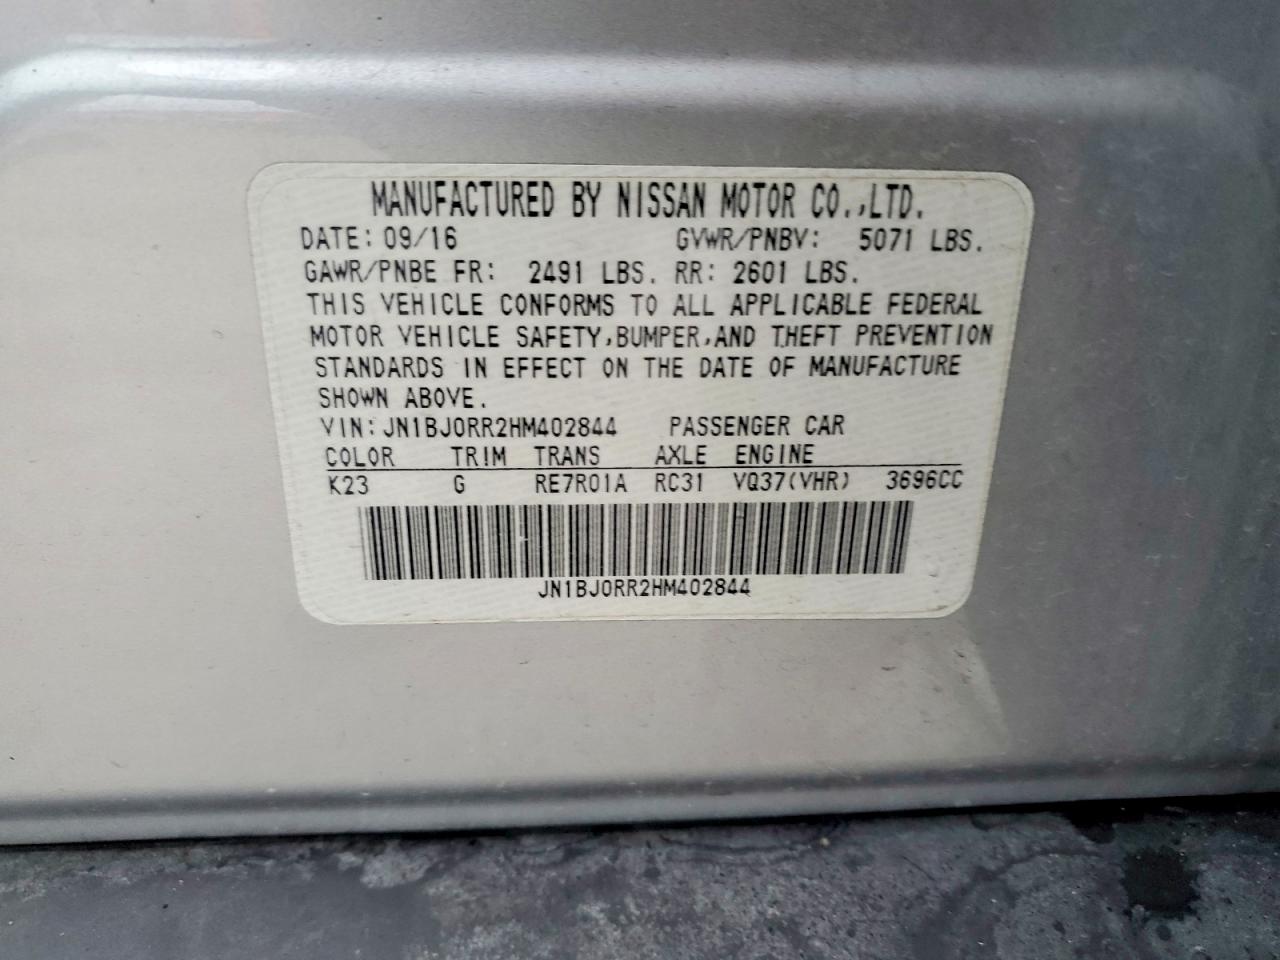 MANUFACTURED BY NISSAN MOTOR CO.,LTD.
DATE: 09/16 GVWR/PNBV: 5071 LBS.
GAWR/PNBE FR: 2491 LBS. RR: 2601 LBS.
THIS VEHICLE CONFORMS TO ALL APPLICABLE FEDERAL
MOTOR VEHICLE SAFETY,BUMPER,AND THEFT PREVENTION
STANDARDS IN EFFECT ON THE DATE OF MANUFACTURE
SHOWN ABOVE.
VIN: JN1BJ0RR2HM402844 PASSENGER CAR
COLOR TRIM TRANS AXLE ENGINE
K23 G RE7R01A RC31 VQ37(VHR) 3696CC
JN1BJ0RR2HM402844